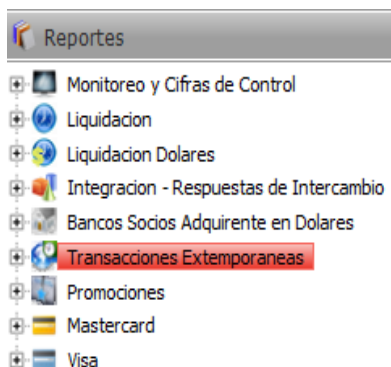 Reportes
Monitoreo y Cifras de Control
Liquidacion
Liquidacion Dolares
Integracion - Respuestas de Intercambio
Bancos Socios Adquirente en Dolares
Transacciones Extemporaneas
Promociones
Mastercard
Visa